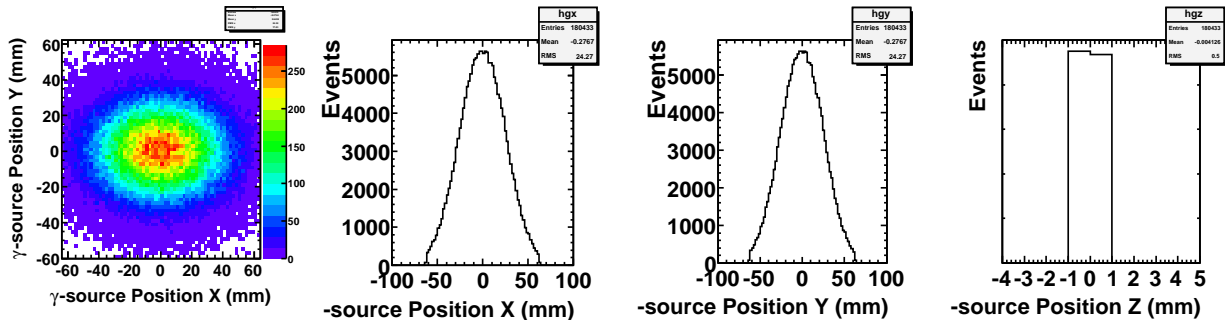 γ-source Position Y (mm)
60
40
20
0
-20
-40
-60
-60 -40 -20 0 20 40 60
γ-source Position X (mm)
250
200
150
100
50
0
hgx
Entries 180433
Mean -0.2767
RMS 24.27
Events
5000
4000
3000
2000
1000
0
-100 -50 0 50 100
-source Position X (mm)
hgy
Entries 180433
Mean -0.2767
RMS 24.27
Events
5000
4000
3000
2000
1000
0
-100 -50 0 50 100
-source Position Y (mm)
hgz
Entries 180433
Mean -0.004126
RMS 0.5
Events
-4 -3 -2 -1 0 1 2 3 4 5
-source Position Z (mm)